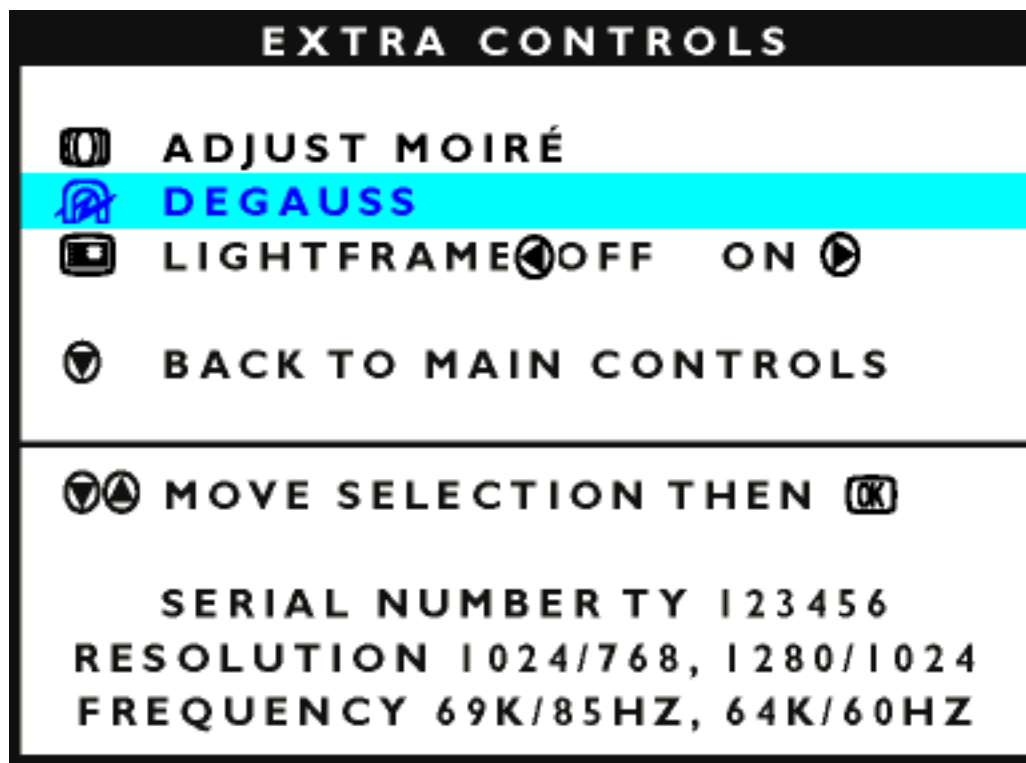 EXTRA CONTROLS
ADJUST MOIRÉ
DEGAUSS
LIGHTFRAME OFF ON
BACK TO MAIN CONTROLS
MOVE SELECTION THEN OK
SERIAL NUMBER TY 123456
RESOLUTION 1024/768, 1280/1024
FREQUENCY 69K/85HZ, 64K/60HZ